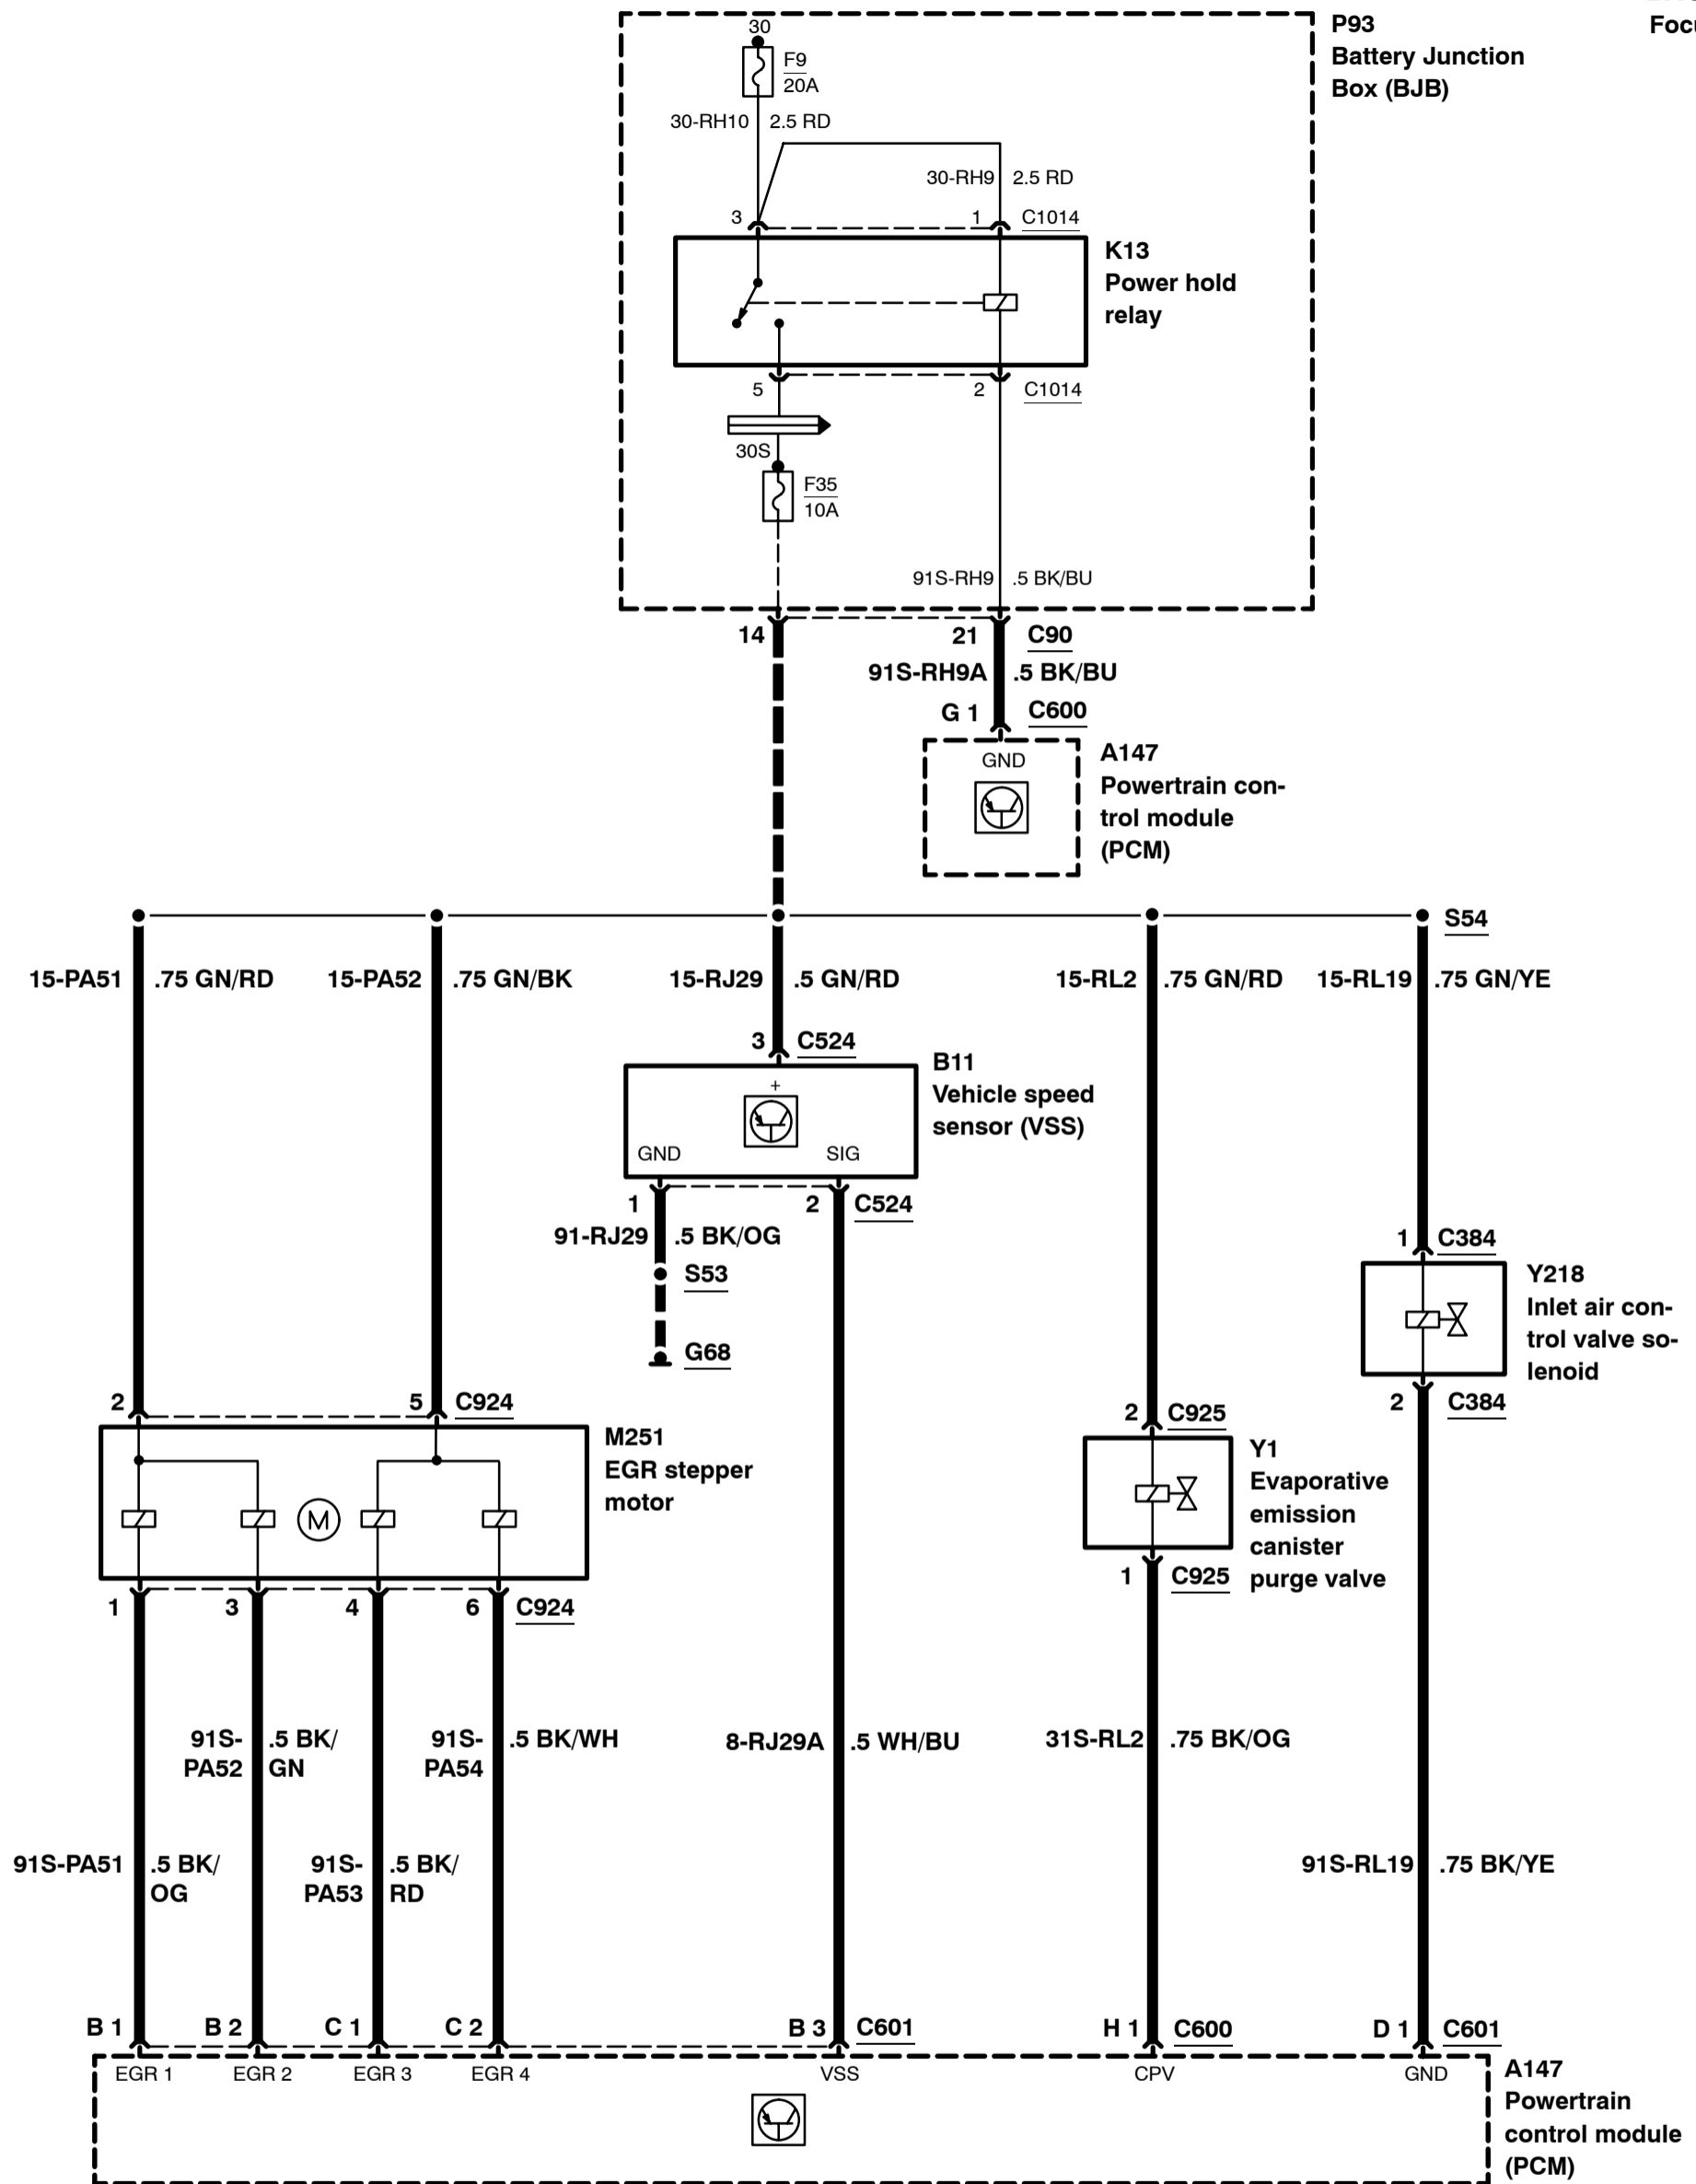 30
F9
20A
P93
Battery Junction
Box (BJB)
30-RH10 2.5 RD
30-RH9 2.5 RD
3 1 C1014
K13
Power hold
relay
5 2 C1014
30S
F35
10A
91S-RH9 .5 BK/BU
14 21 C90
91S-RH9A .5 BK/BU
G 1 C600
GND
A147
Powertrain con-
trol module
(PCM)
S54
15-PA51 .75 GN/RD 15-PA52 .75 GN/BK 15-RJ29 .5 GN/RD 15-RL2 .75 GN/RD 15-RL19 .75 GN/YE
3 C524
B11
Vehicle speed
sensor (VSS)
+
GND SIG
1 2 C524
91-RJ29 .5 BK/OG
S53
G68
1 C384
Y218
Inlet air con-
trol valve so-
lenoid
2 C384
2 5 C924
M251
EGR stepper
motor
M
1 3 4 6 C924
2 C925
Y1
Evaporative
emission
canister
purge valve
1 C925
91S-
PA52
.5 BK/
GN
91S-
PA54
.5 BK/WH
8-RJ29A .5 WH/BU
31S-RL2 .75 BK/OG
91S-PA51
.5 BK/
OG
91S-
PA53
.5 BK/
RD
91S-RL19 .75 BK/YE
B 1 B 2 C 1 C 2 B 3 C601 H 1 C600 D 1 C601
EGR 1 EGR 2 EGR 3 EGR 4 VSS CPV GND
A147
Powertrain
control module
(PCM)